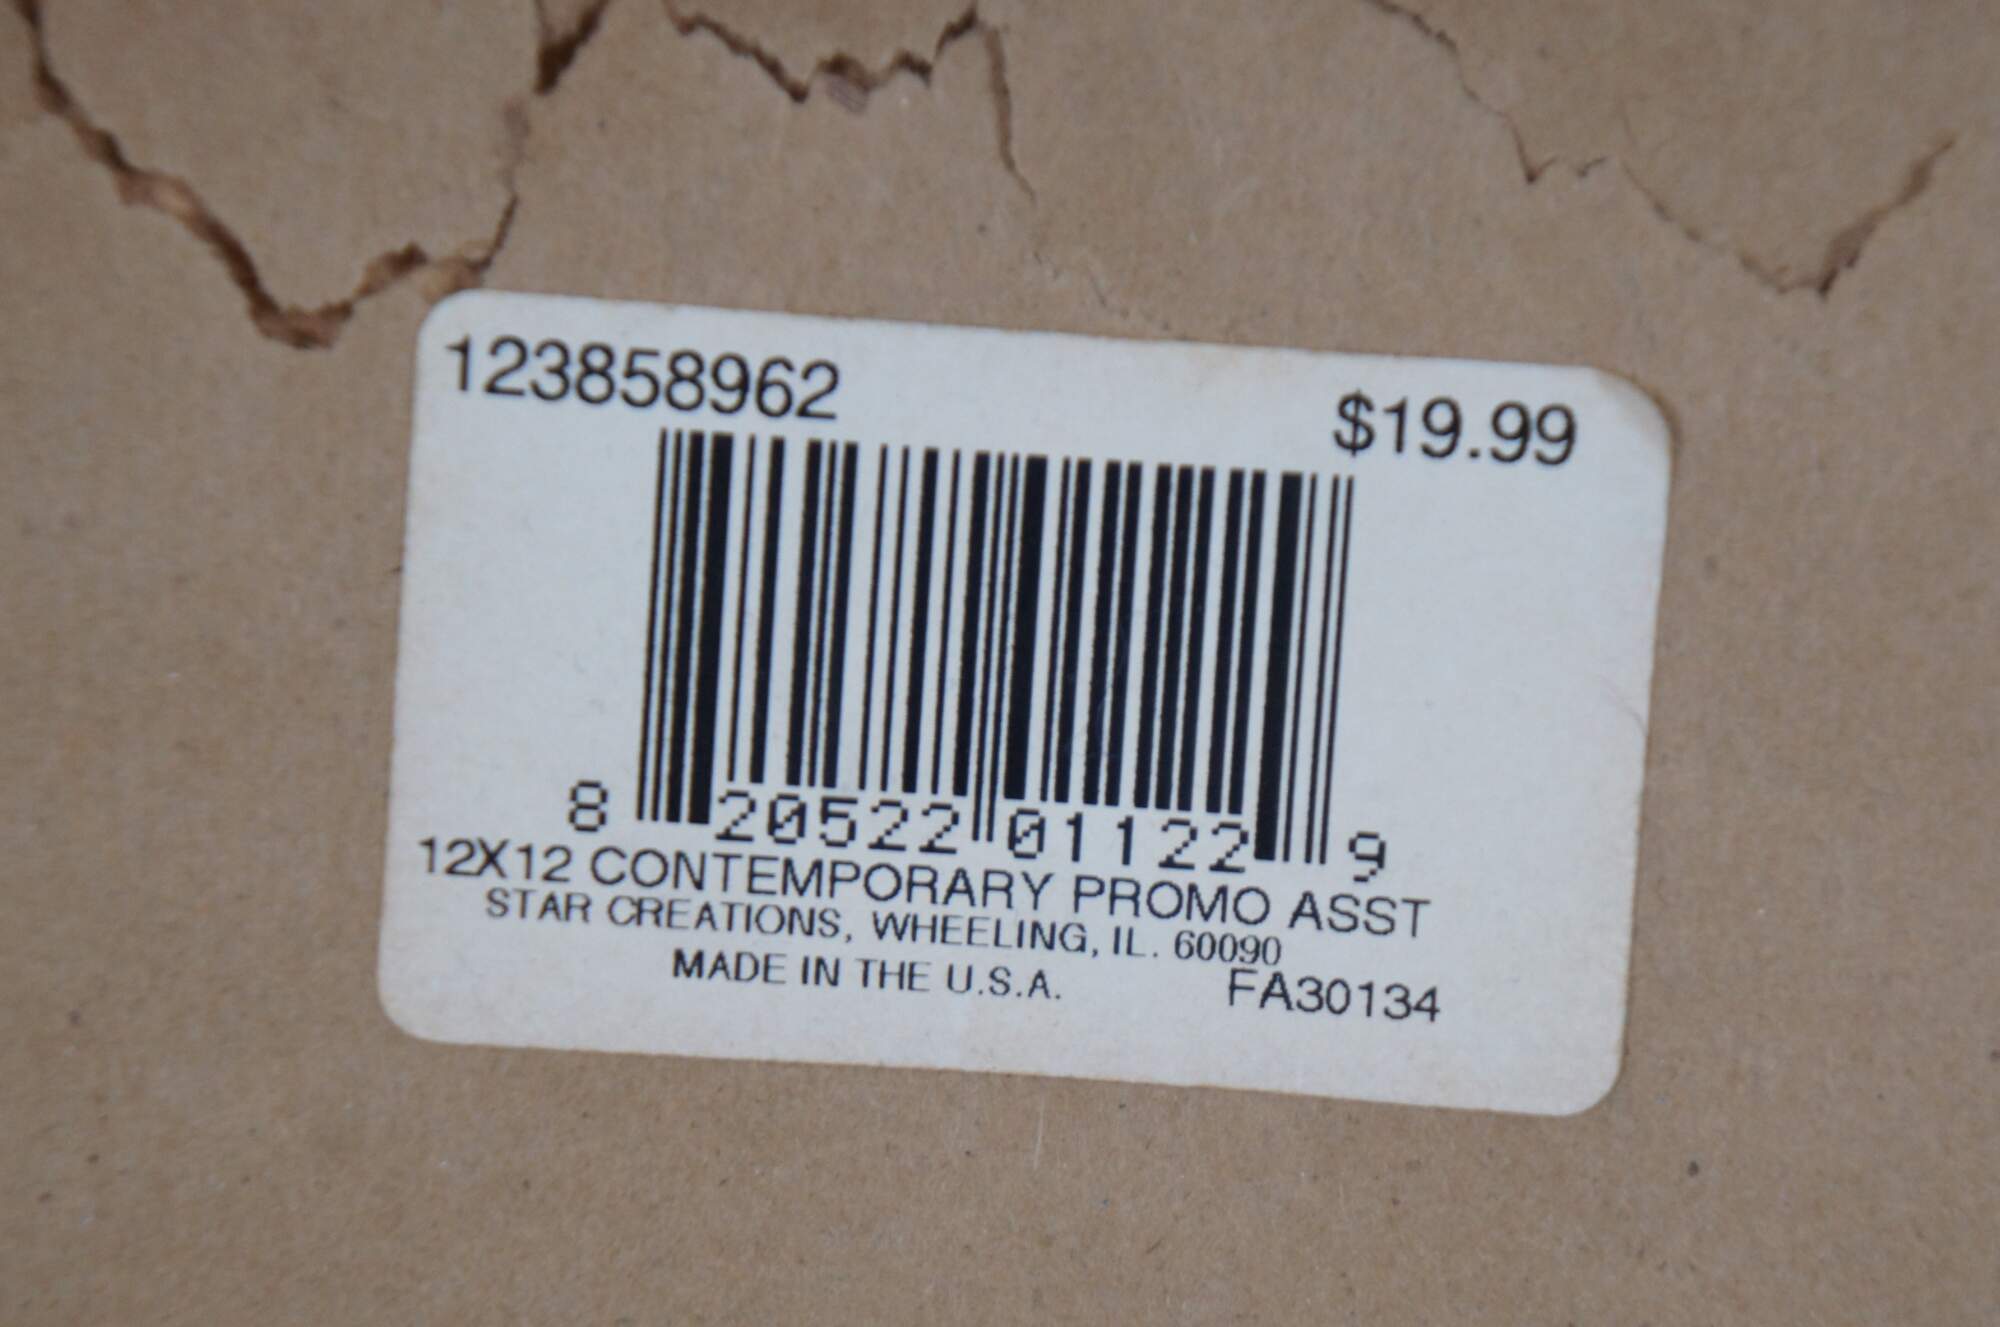 123858962
$19.99
8 20522 01122 9
12X12 CONTEMPORARY PROMO ASST
STAR CREATIONS, WHEELING, IL. 60090
MADE IN THE U.S.A. FA30134